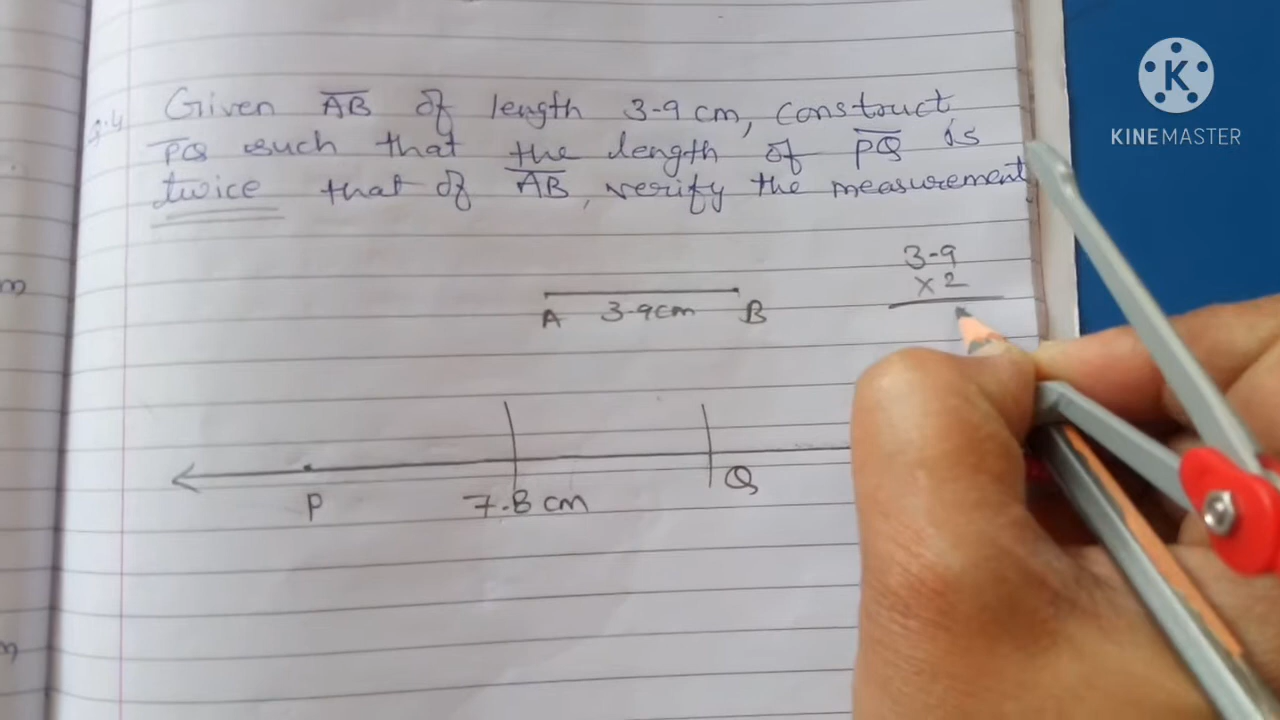 Q.4 Given AB of length 3.9 cm, construct
PQ such that the length of PQ is
twice that of AB, verify the measurement
3.9
x 2
A 3.9cm B
P 7.8 cm Q
m
m
K
KINEMASTER